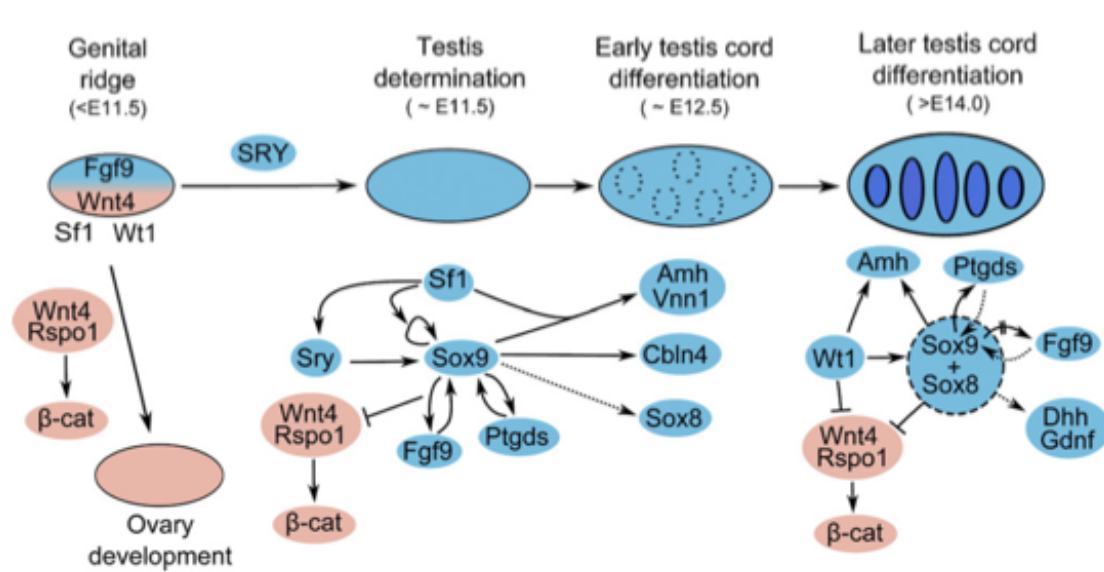 Genital
ridge
(<E11.5)
Testis
determination
( ~ E11.5)
Early testis cord
differentiation
( ~ E12.5)
Later testis cord
differentiation
( >E14.0)
SRY
Fgf9
Wnt4
Sf1 Wt1
Wnt4
Rspo1
β-cat
Ovary
development
Sf1
Sry
Sox9
Amh
Vnn1
Cbln4
Sox8
Wnt4
Rspo1
Fgf9
Ptgds
β-cat
Amh
Ptgds
Wt1
Sox9
+
Sox8
Fgf9
Dhh
Gdnf
Wnt4
Rspo1
β-cat